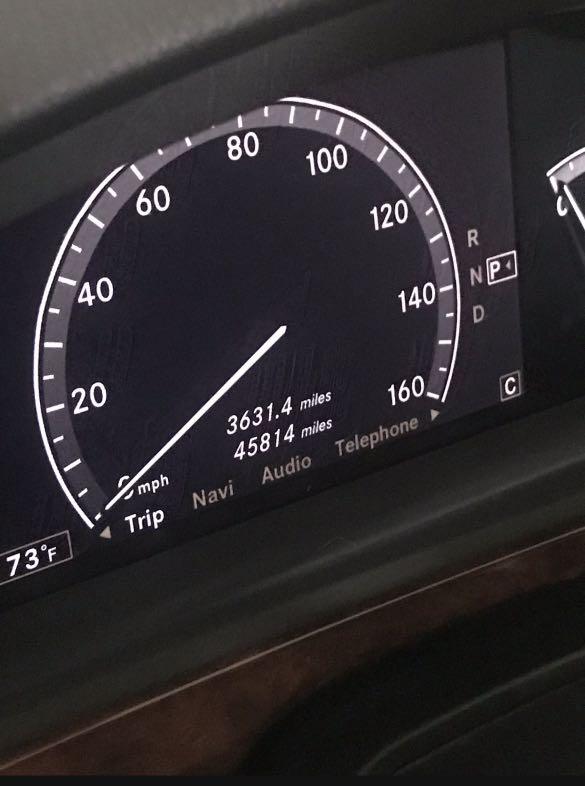 80
100
60
120
R
40
N P
140
D
20
160
C
3631.4 miles
45814 miles
0 mph
Trip Navi Audio Telephone
73°F